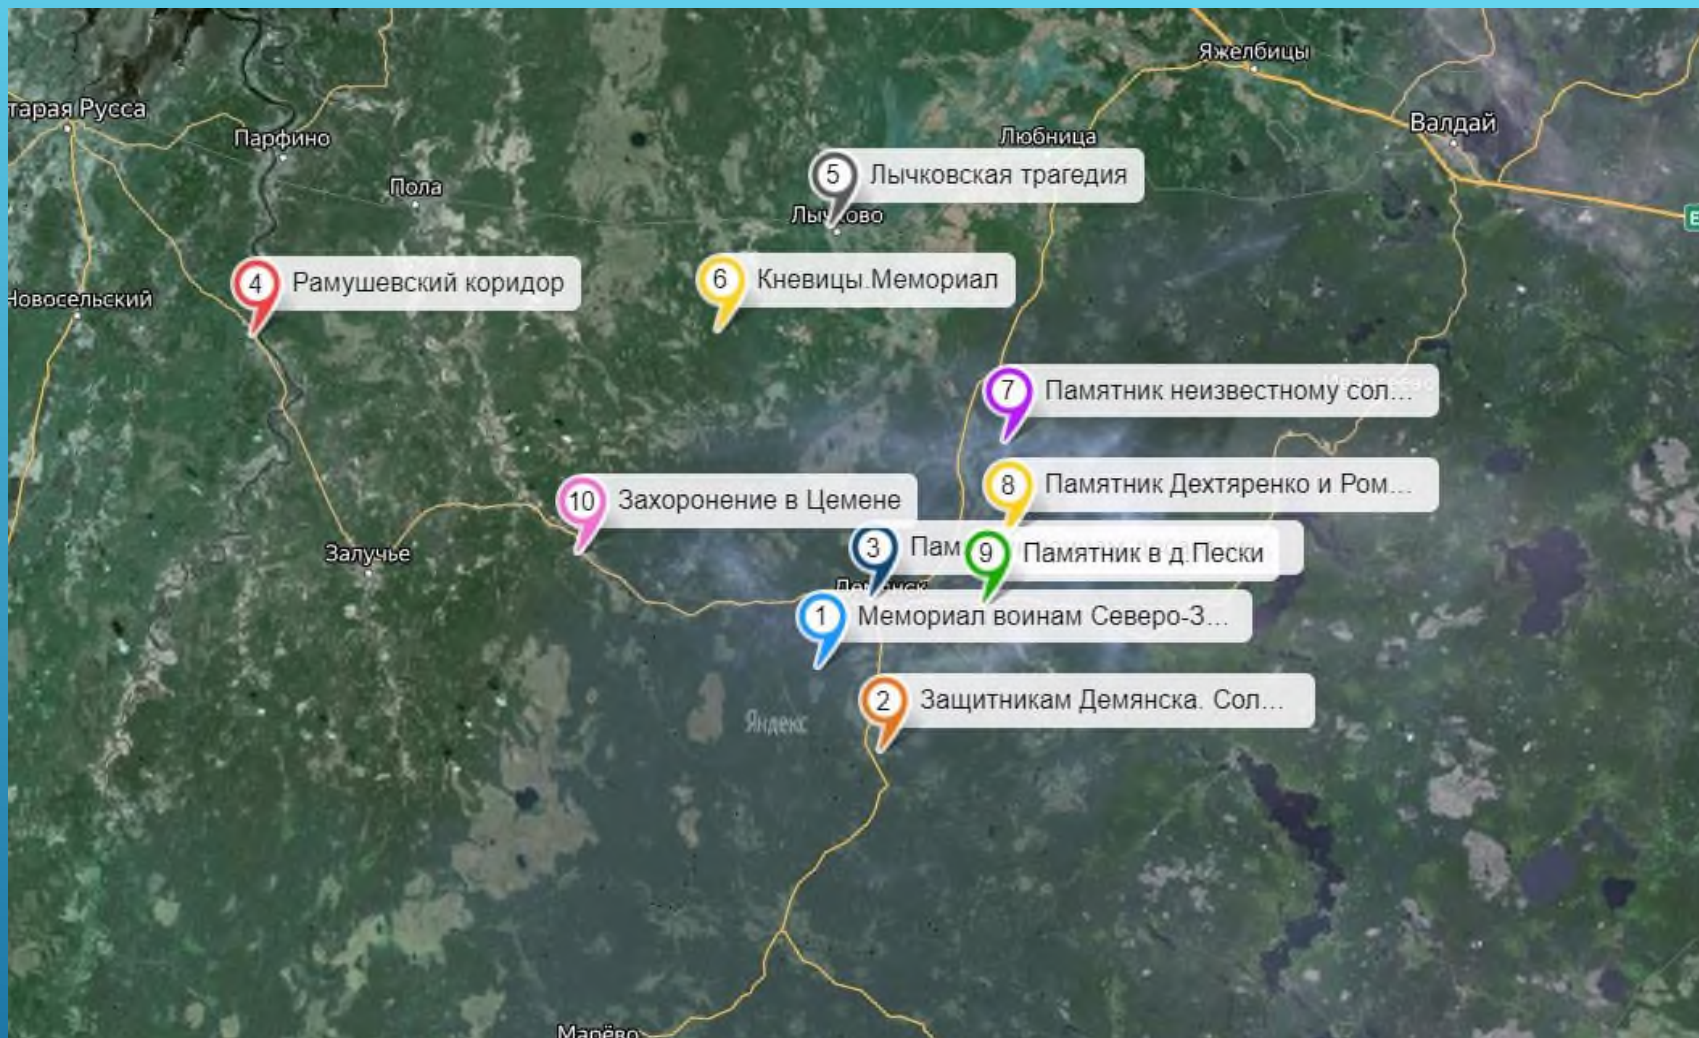 Яжелбицы
тарая Русса
Валдай
Парфино
Любница
5 Лычковская трагедия
Пола
Лычково
E
4 Рамушевский коридор
6 Кневицы.Мемориал
Новосельский
7 Памятник неизвестному сол...
8 Памятник Дехтяренко и Ром...
10 Захоронение в Цемене
3 Пам
9 Памятник в д.Пески
Залучье
Демянск
1 Мемориал воинам Северо-З...
2 Защитникам Демянска. Сол...
Яндекс
Марёво